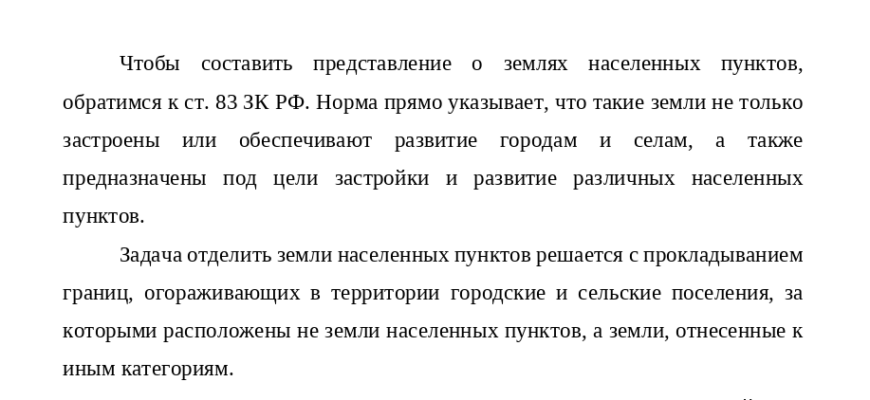 Чтобы составить представление о землях населенных пунктов,
обратимся к ст. 83 ЗК РФ. Норма прямо указывает, что такие земли не только
застроены или обеспечивают развитие городам и селам, а также
предназначены под цели застройки и развитие различных населенных
пунктов.
Задача отделить земли населенных пунктов решается с прокладыванием
границ, огораживающих в территории городские и сельские поселения, за
которыми расположены не земли населенных пунктов, а земли, отнесенные к
иным категориям.